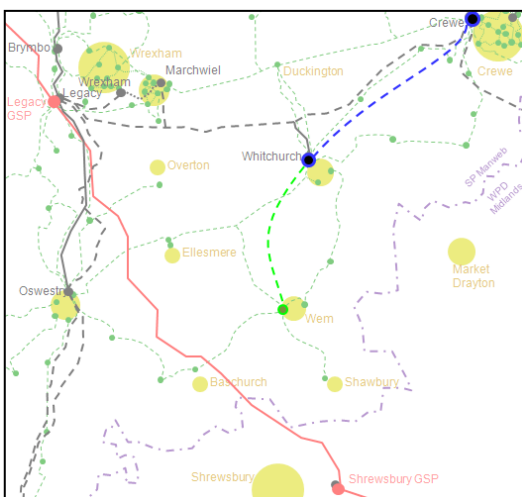 Crewe
Brymbo
Wrexham
Marchwiel
Duckington
Crewe
Wrexham
Legacy
Legacy
GSP
Whitchurch
SP Manweb
WPD
Midlands
Overton
Ellesmere
Market
Drayton
Oswestr
Wem
Baschurch
Shawbury
Shrewsbury
Shrewsbury GSP